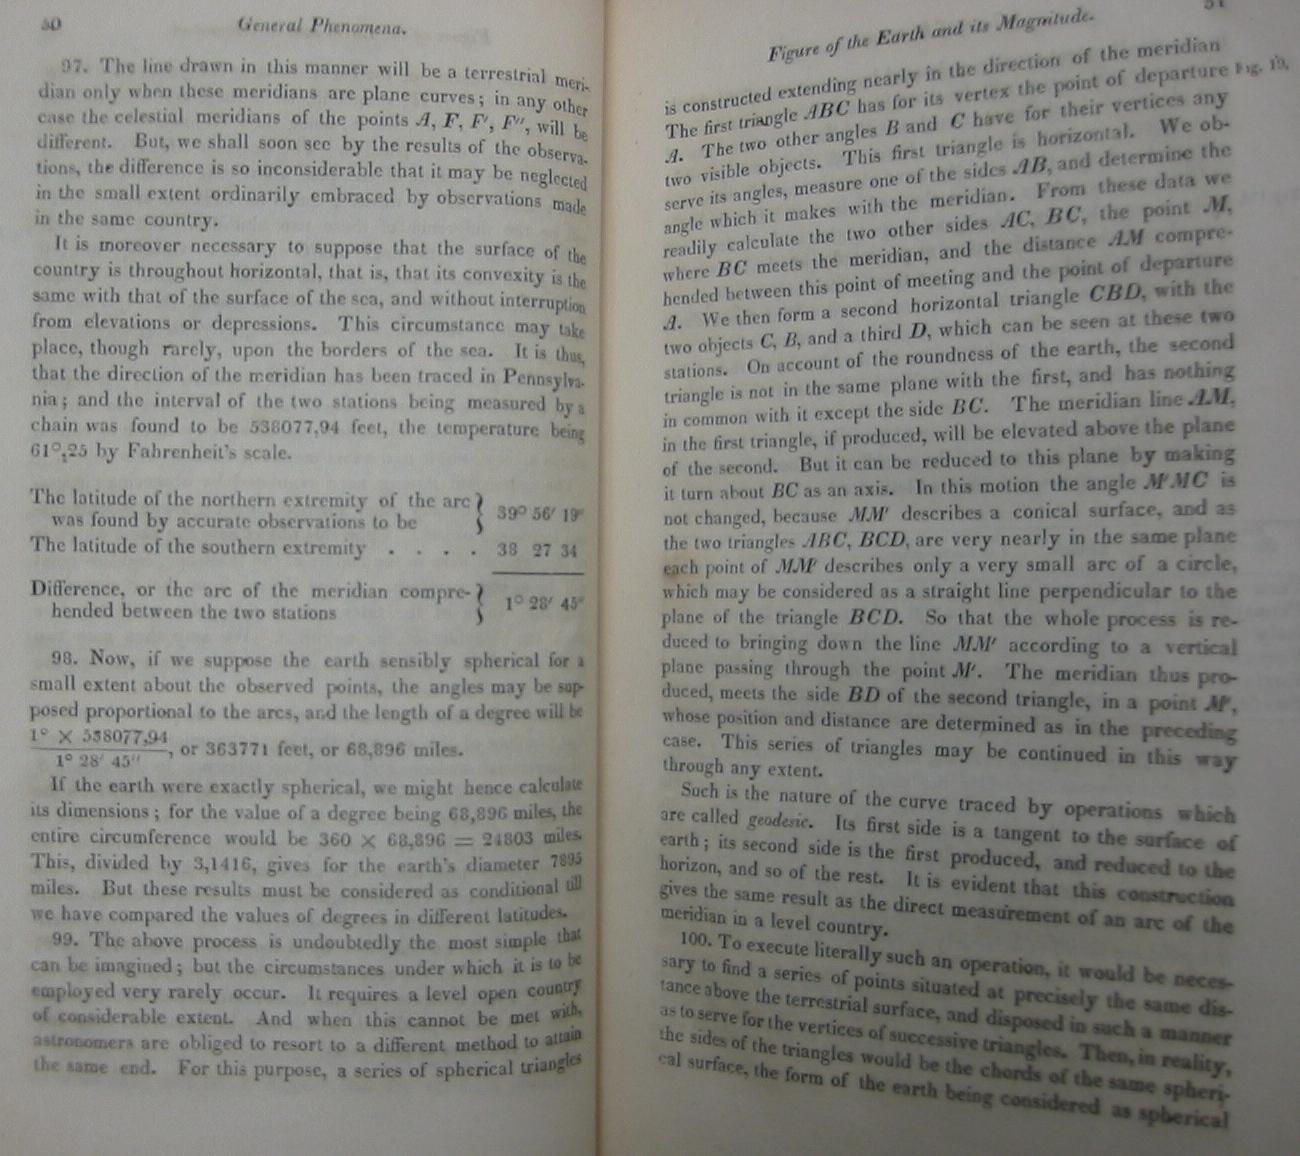 50
General Phenomena.
97. The line drawn in this manner will be a terrestrial meri-
dian only when these meridians are plane curves; in any other
case the celestial meridians of the points A, F, F', F'', will be
different. But, we shall soon see by the results of the observa-
tions, the difference is so inconsiderable that it may be neglected
in the small extent ordinarily embraced by observations made
in the same country.
It is moreover necessary to suppose that the surface of the
country is throughout horizontal, that is, that its convexity is the
same with that of the surface of the sea, and without interruption
from elevations or depressions. This circumstance may take
place, though rarely, upon the borders of the sea. It is thus,
that the direction of the meridian has been traced in Pennsylva-
nia; and the interval of the two stations being measured by a
chain was found to be 538077,94 feet, the temperature being
61°,25 by Fahrenheit's scale.
The latitude of the northern extremity of the arc } 39° 56' 19''
was found by accurate observations to be
The latitude of the southern extremity . . . . 38 27 34
Difference, or the arc of the meridian compre- } 1° 28' 45''
hended between the two stations
98. Now, if we suppose the earth sensibly spherical for a
small extent about the observed points, the angles may be sup-
posed proportional to the arcs, and the length of a degree will be
1° × 538077,94
1° 28' 45'' , or 363771 feet, or 68,896 miles.
If the earth were exactly spherical, we might hence calculate
its dimensions; for the value of a degree being 68,896 miles, the
entire circumference would be 360 × 68,896 = 24803 miles.
This, divided by 3,1416, gives for the earth's diameter 7895
miles. But these results must be considered as conditional till
we have compared the values of degrees in different latitudes.
99. The above process is undoubtedly the most simple that
can be imagined; but the circumstances under which it is to be
employed very rarely occur. It requires a level open country
of considerable extent. And when this cannot be met with,
astronomers are obliged to resort to a different method to attain
the same end. For this purpose, a series of spherical triangles
51
Figure of the Earth and its Magnitude.
is constructed extending nearly in the direction of the meridian
The first triangle ABC has for its vertex the point of departure Fig. 19.
A. The two other angles B and C have for their vertices any
two visible objects. This first triangle is horizontal. We ob-
serve its angles, measure one of the sides AB, and determine the
angle which it makes with the meridian. From these data we
readily calculate the two other sides AC, BC, the point M,
where BC meets the meridian, and the distance AM compre-
hended between this point of meeting and the point of departure
A. We then form a second horizontal triangle CBD, with the
two objects C, B, and a third D, which can be seen at these two
stations. On account of the roundness of the earth, the second
triangle is not in the same plane with the first, and has nothing
in common with it except the side BC. The meridian line AM,
in the first triangle, if produced, will be elevated above the plane
of the second. But it can be reduced to this plane by making
it turn about BC as an axis. In this motion the angle M'MC is
not changed, because MM' describes a conical surface, and as
the two triangles ABC, BCD, are very nearly in the same plane
each point of MM' describes only a very small arc of a circle,
which may be considered as a straight line perpendicular to the
plane of the triangle BCD. So that the whole process is re-
duced to bringing down the line MM' according to a vertical
plane passing through the point M'. The meridian thus pro-
duced, meets the side BD of the second triangle, in a point M',
whose position and distance are determined as in the preceding
case. This series of triangles may be continued in this way
through any extent.
Such is the nature of the curve traced by operations which
are called geodesic. Its first side is a tangent to the surface of
earth; its second side is the first produced, and reduced to the
horizon, and so of the rest. It is evident that this construction
gives the same result as the direct measurement of an arc of the
meridian in a level country.
100. To execute literally such an operation, it would be neces-
sary to find a series of points situated at precisely the same dis-
tance above the terrestrial surface, and disposed in such a manner
as to serve for the vertices of successive triangles. Then, in reality,
the sides of the triangles would be the chords of the same spheri-
cal surface, the form of the earth being considered as spherical